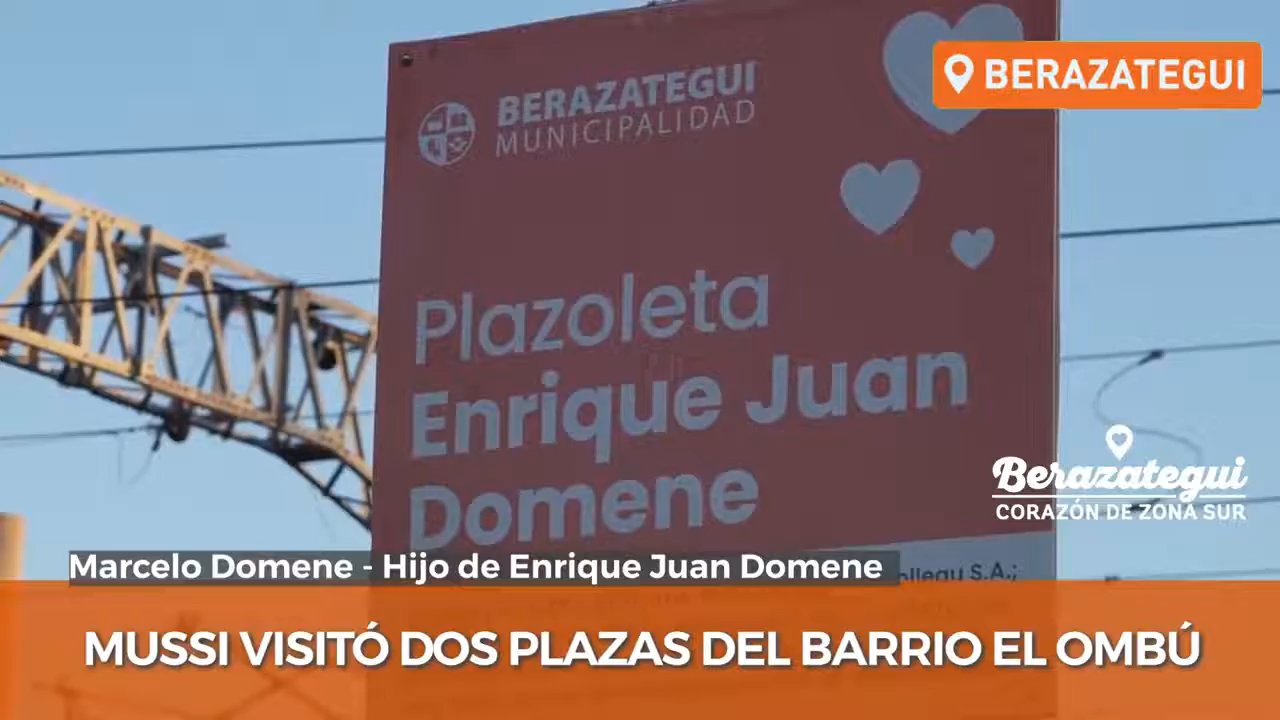 BERAZATEGUI
BERAZATEGUI
MUNICIPALIDAD
Plazoleta
Enrique Juan
Domene
Berazategui
CORAZÓN DE ZONA SUR
Marcelo Domene - Hijo de Enrique Juan Domene
S.A.;
MUSSI VISITÓ DOS PLAZAS DEL BARRIO EL OMBÚ